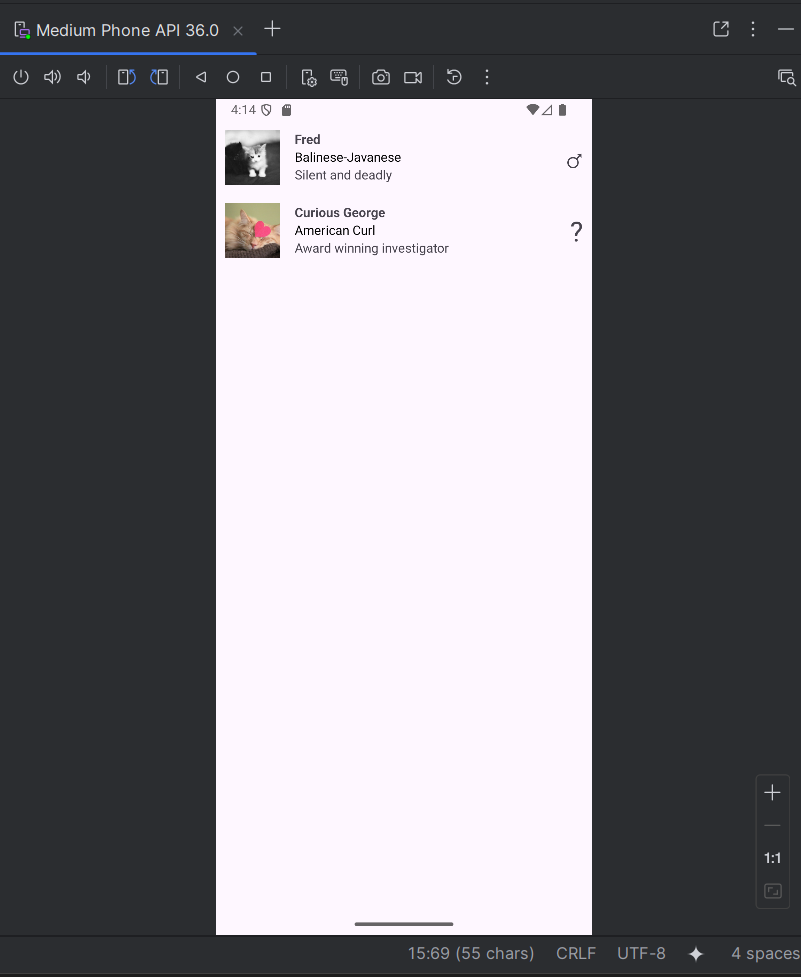 Medium Phone API 36.0
4:14
Fred
Balinese-Javanese
Silent and deadly
♂
Curious George
American Curl
Award winning investigator
?
1:1
15:69 (55 chars) CRLF UTF-8 4 spaces